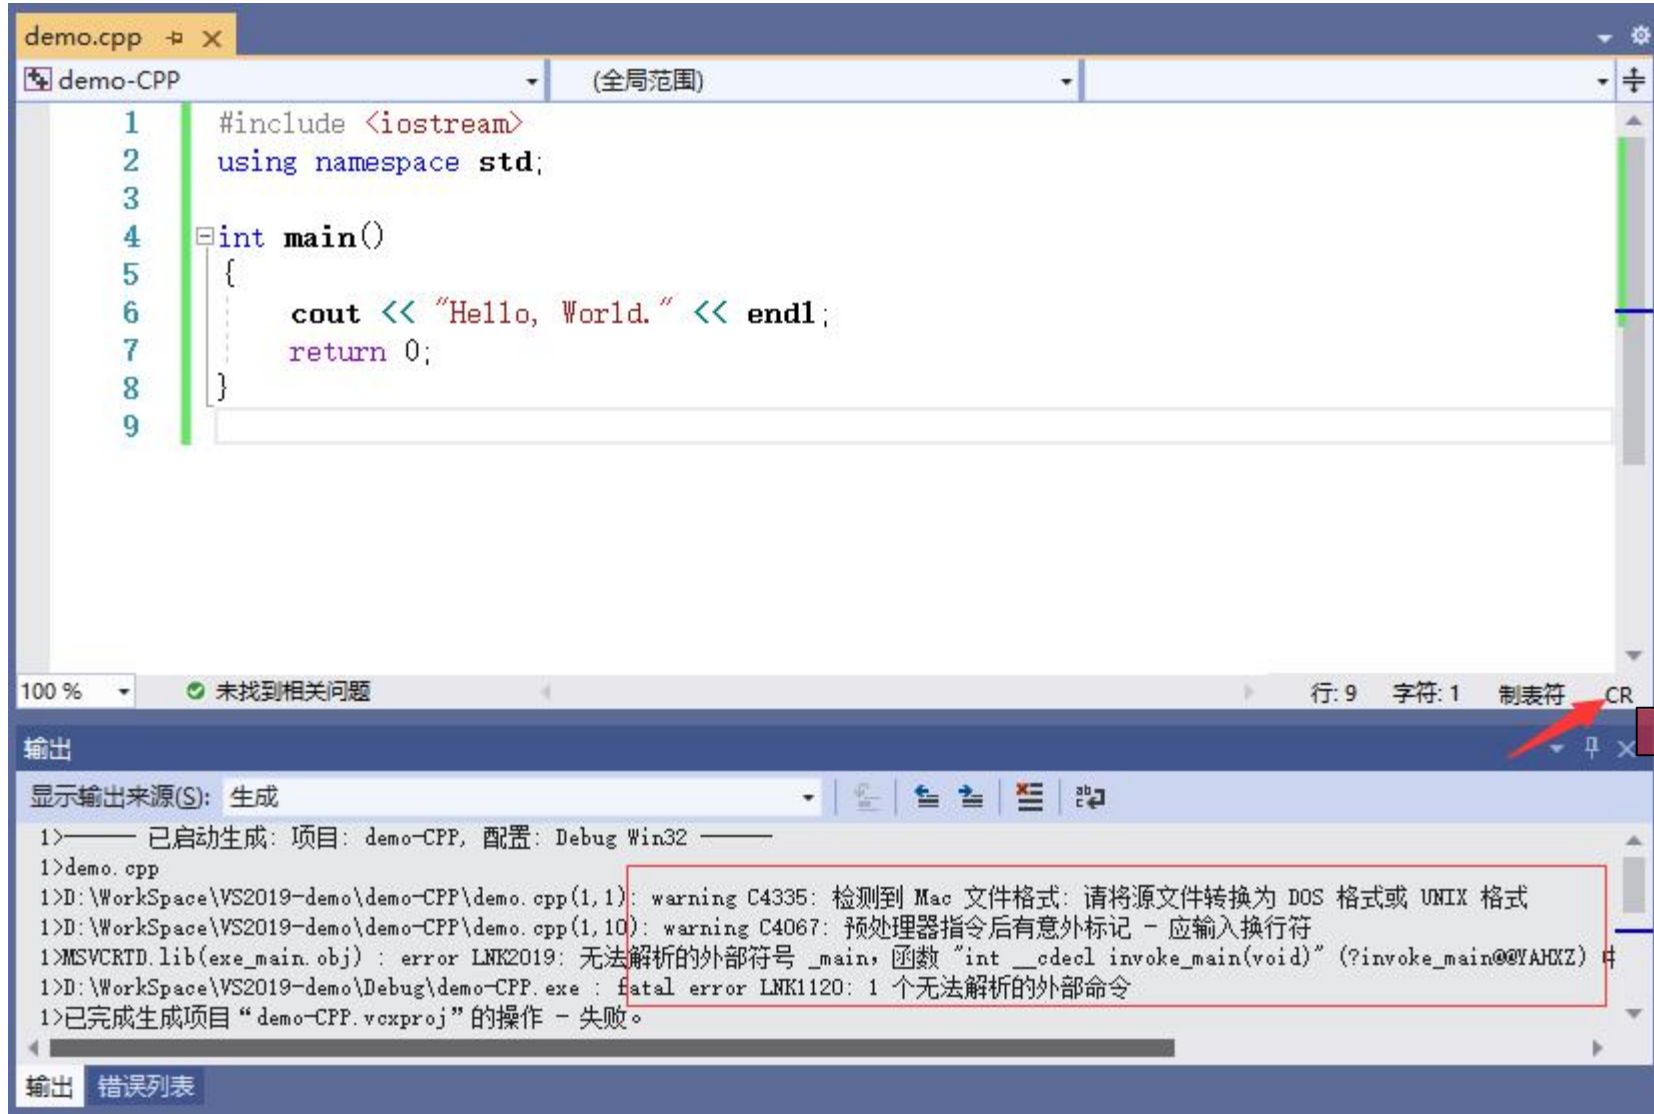 demo.cpp
demo-CPP (全局范围)
1 #include <iostream>
2 using namespace std;
3
4 int main()
5 {
6 cout << "Hello, World." << endl;
7 return 0;
8 }
9
100 % 未找到相关问题 行: 9 字符: 1 制表符 CR
输出
显示输出来源(S): 生成
1>------ 已启动生成: 项目: demo-CPP, 配置: Debug Win32 ------
1>demo.cpp
1>D:\WorkSpace\VS2019-demo\demo-CPP\demo.cpp(1,1): warning C4335: 检测到 Mac 文件格式: 请将源文件转换为 DOS 格式或 UNIX 格式
1>D:\WorkSpace\VS2019-demo\demo-CPP\demo.cpp(1,10): warning C4067: 预处理器指令后有意外标记 - 应输入换行符
1>MSVCRTD.lib(exe_main.obj) : error LNK2019: 无法解析的外部符号 _main，函数 "int __cdecl invoke_main(void)" (?invoke_main@@YAHXZ)
1>D:\WorkSpace\VS2019-demo\Debug\demo-CPP.exe : fatal error LNK1120: 1 个无法解析的外部命令
1>已完成生成项目“demo-CPP.vcxproj”的操作 - 失败。
输出 错误列表